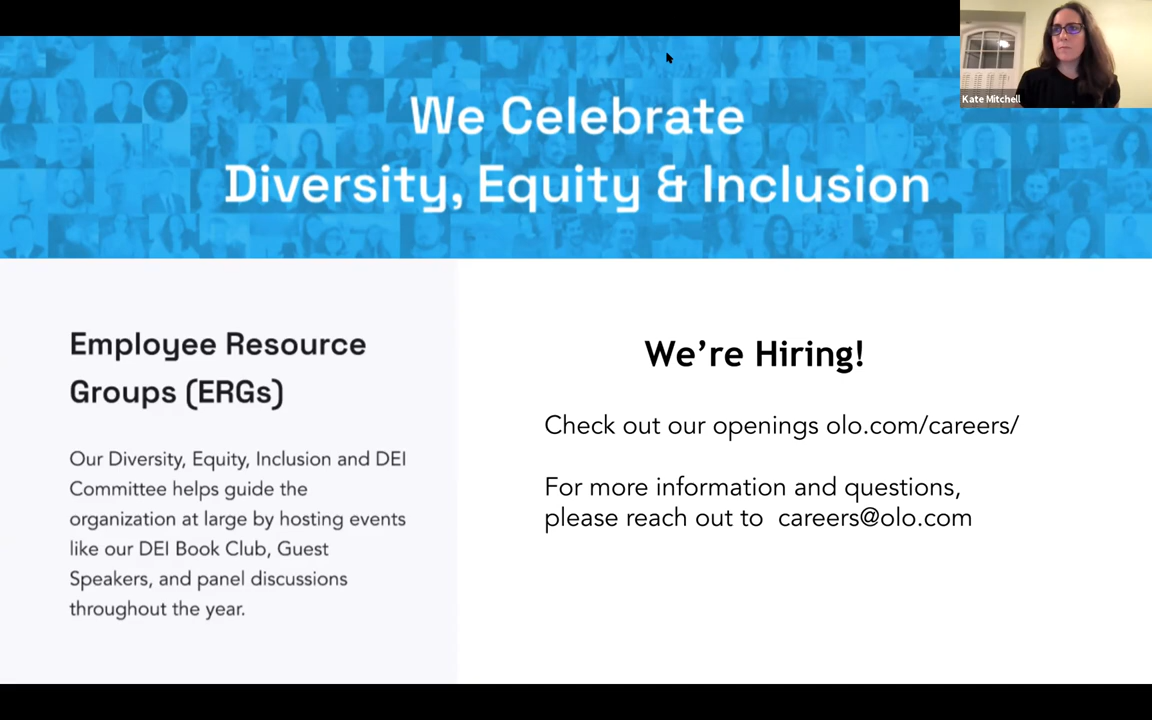 We Celebrate
Diversity, Equity & Inclusion
Kate Mitchell
Employee Resource
Groups (ERGs)
Our Diversity, Equity, Inclusion and DEI
Committee helps guide the
organization at large by hosting events
like our DEI Book Club, Guest
Speakers, and panel discussions
throughout the year.
We’re Hiring!
Check out our openings olo.com/careers/
For more information and questions,
please reach out to careers@olo.com